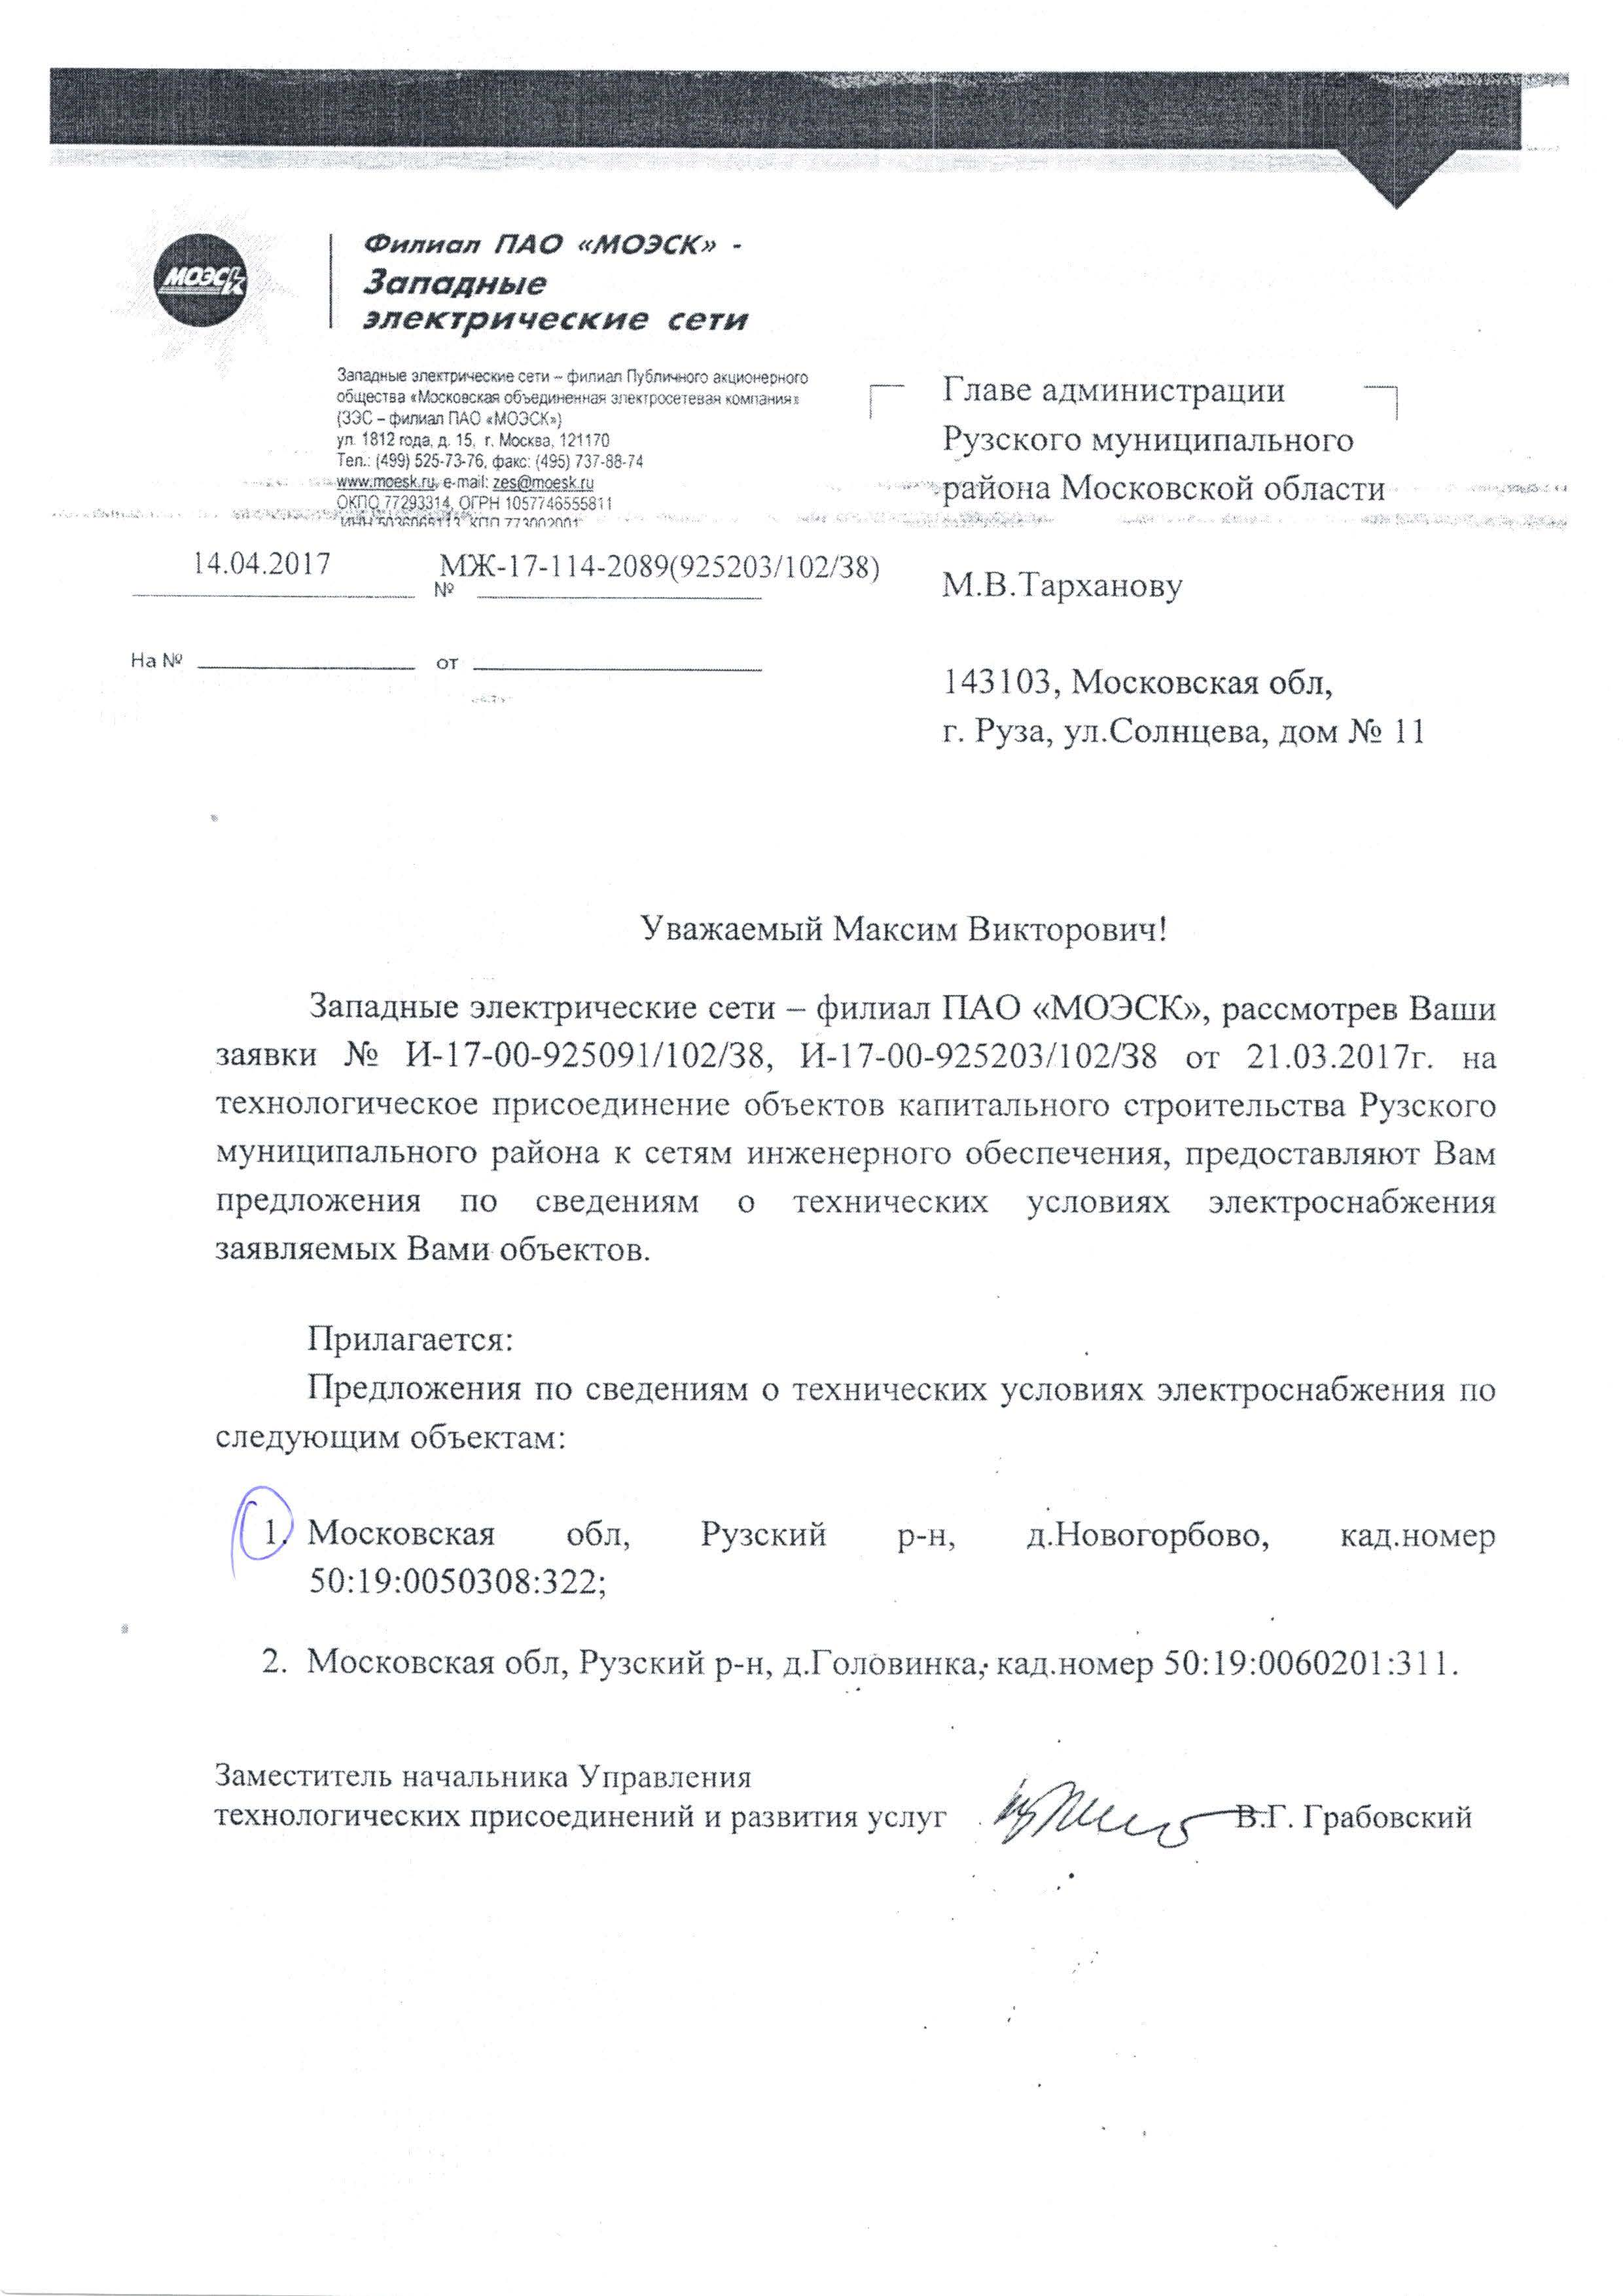 МОЭСК
Филиал ПАО «МОЭСК» -
Западные
электрические сети
Западные электрические сети – филиал Публичного акционерного
общества «Московская объединенная электросетевая компания»
(ЗЭС – филиал ПАО «МОЭСК»)
ул. 1812 года, д. 15, г. Москва, 121170
Тел.: (499) 525-73-76, факс: (495) 737-88-74
www.moesk.ru, e-mail: zes@moesk.ru
ОКПО 77293314, ОГРН 1057746555811
ИНН 5036065113, КПП 773002001
Главе администрации
Рузского муниципального
района Московской области
М.В.Тарханову
143103, Московская обл,
г. Руза, ул.Солнцева, дом № 11
14.04.2017 МЖ-17-114-2089(925203/102/38)
№
На № от
Уважаемый Максим Викторович!
Западные электрические сети – филиал ПАО «МОЭСК», рассмотрев Ваши
заявки № И-17-00-925091/102/38, И-17-00-925203/102/38 от 21.03.2017г. на
технологическое присоединение объектов капитального строительства Рузского
муниципального района к сетям инженерного обеспечения, предоставляют Вам
предложения по сведениям о технических условиях электроснабжения
заявляемых Вами объектов.
Прилагается:
Предложения по сведениям о технических условиях электроснабжения по
следующим объектам:
1. Московская обл, Рузский р-н, д.Новогорбово, кад.номер
50:19:0050308:322;
2. Московская обл, Рузский р-н, д.Головинка, кад.номер 50:19:0060201:311.
Заместитель начальника Управления
технологических присоединений и развития услуг В.Г. Грабовский